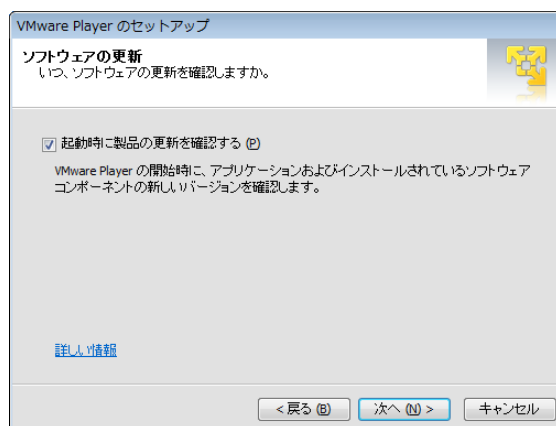 VMware Player のセットアップ
ソフトウェアの更新
いつ、ソフトウェアの更新を確認しますか。
起動時に製品の更新を確認する (P)
VMware Player の開始時に、アプリケーションおよびインストールされているソフトウェア
コンポーネントの新しいバージョンを確認します。
詳しい情報
< 戻る (B) 次へ (N) > キャンセル